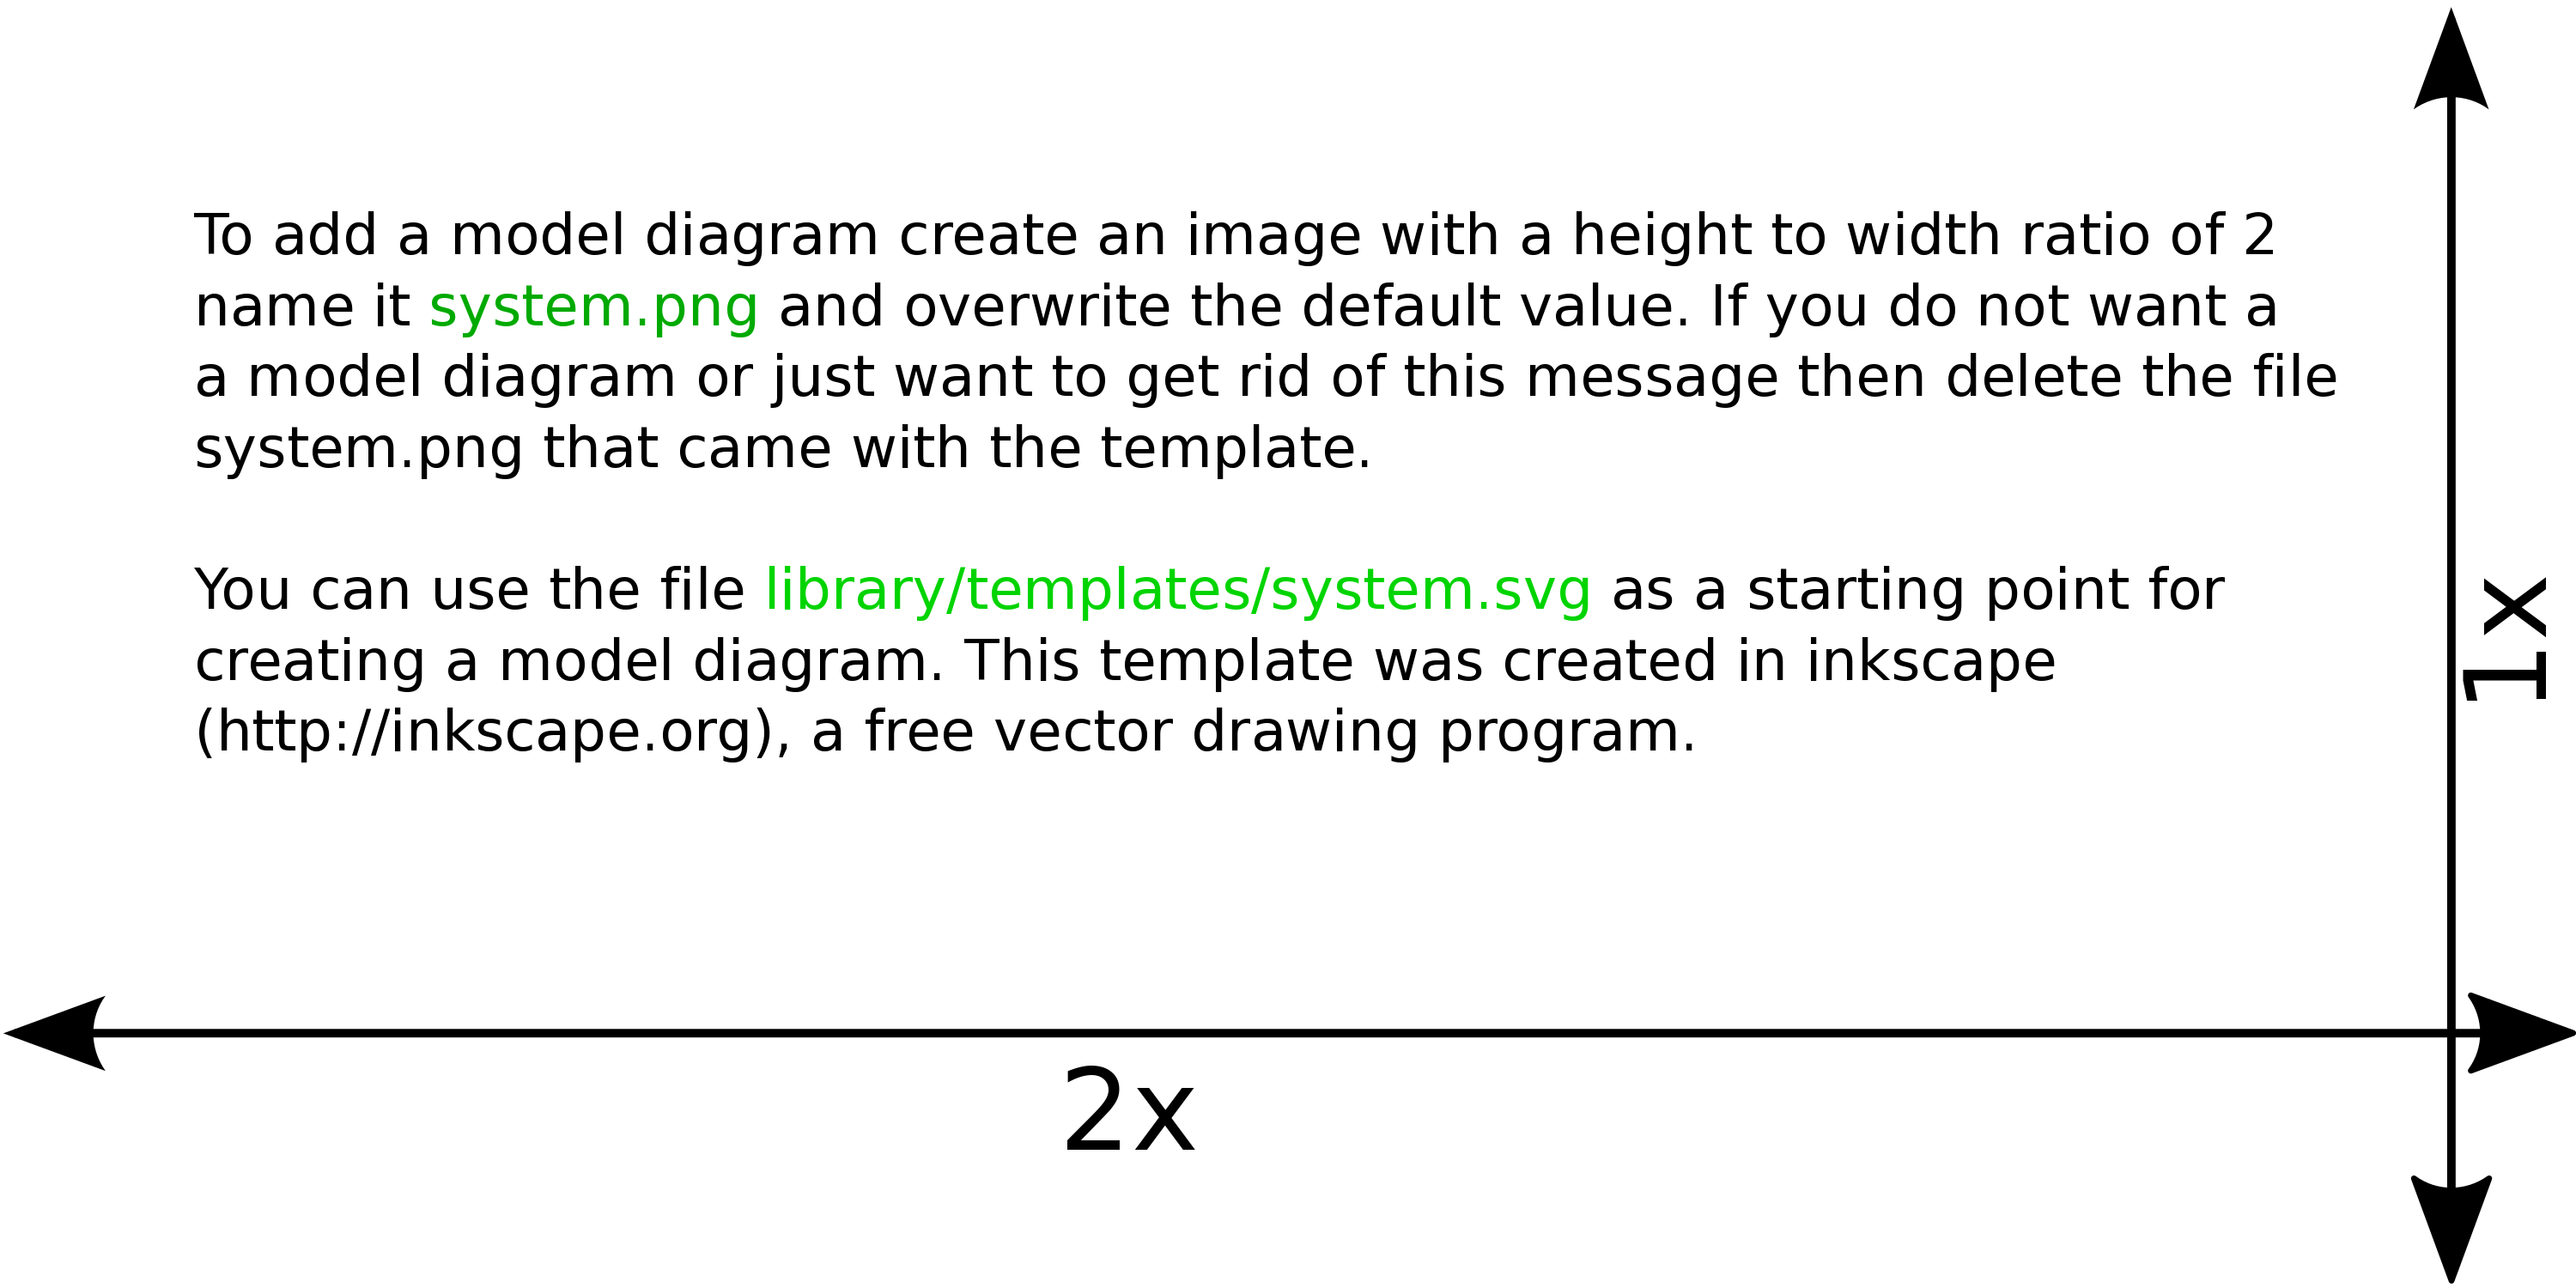 To add a model diagram create an image with a height to width ratio of 2
name it system.png and overwrite the default value. If you do not want a
a model diagram or just want to get rid of this message then delete the file
system.png that came with the template.
You can use the file library/templates/system.svg as a starting point for
creating a model diagram. This template was created in inkscape
(http://inkscape.org), a free vector drawing program.
1x
2x